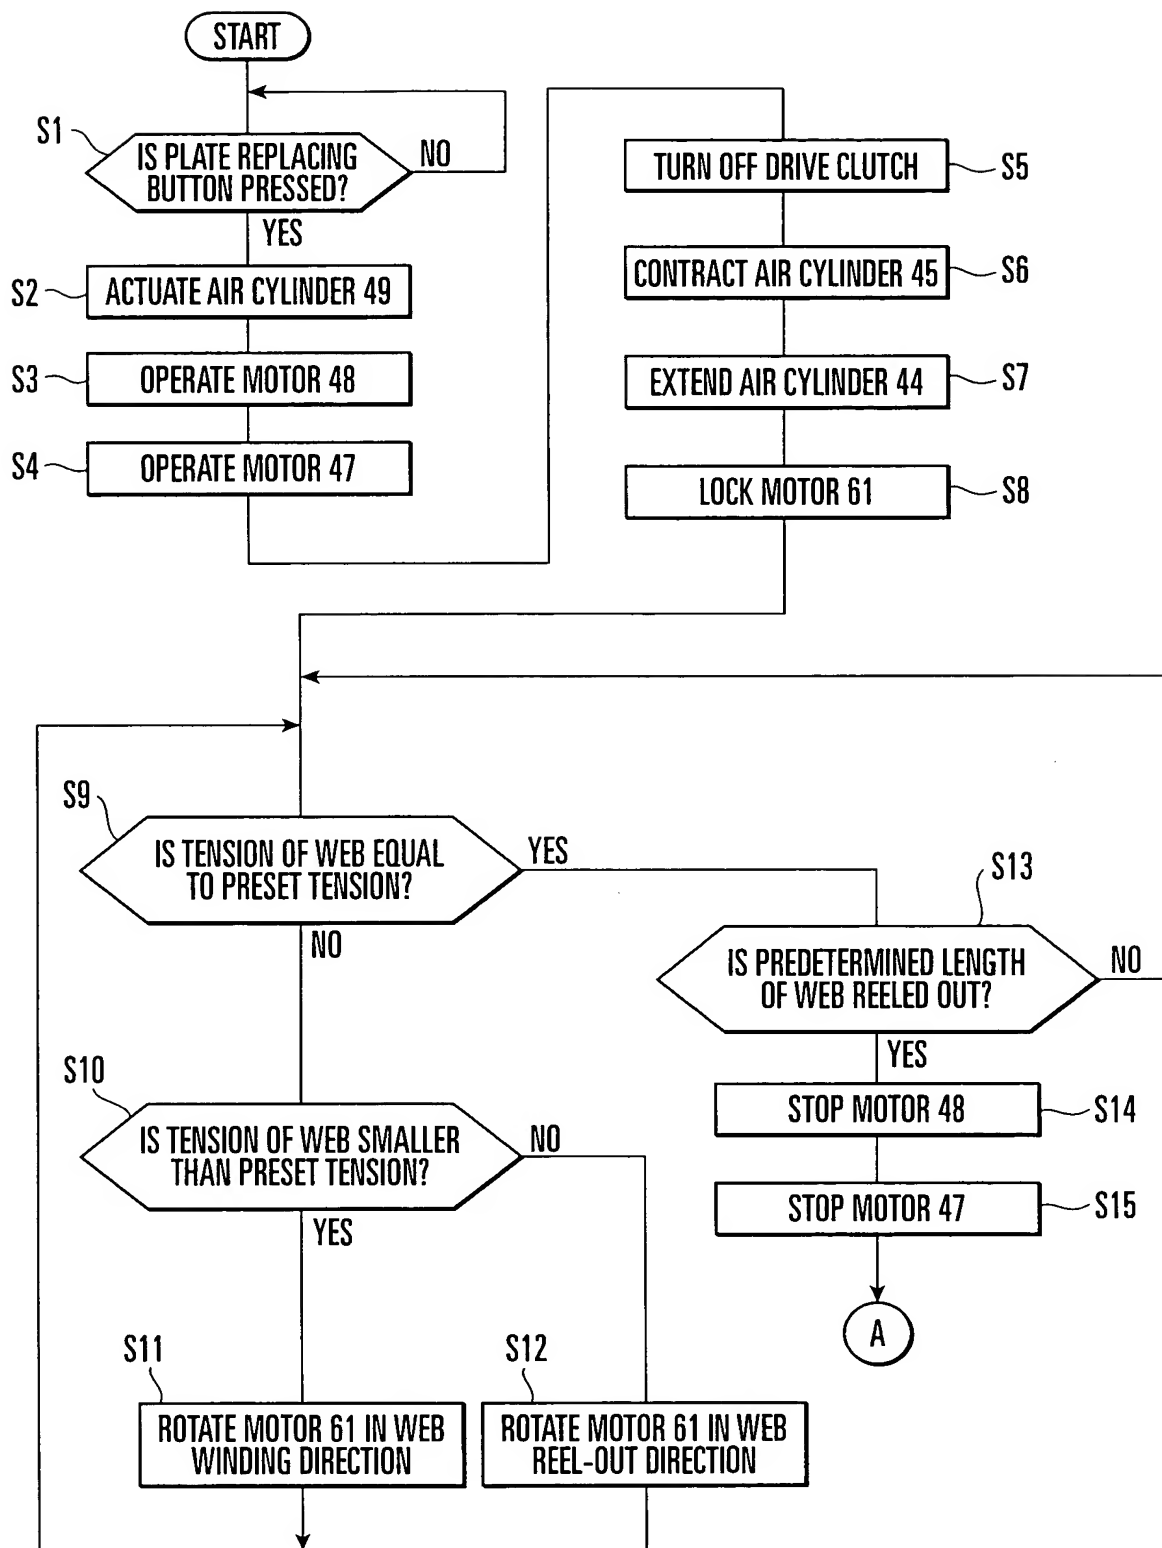 START
S1
IS PLATE REPLACING
BUTTON PRESSED?
NO
YES
S2
ACTUATE AIR CYLINDER 49
S3
OPERATE MOTOR 48
S4
OPERATE MOTOR 47
TURN OFF DRIVE CLUTCH
S5
CONTRACT AIR CYLINDER 45
S6
EXTEND AIR CYLINDER 44
S7
LOCK MOTOR 61
S8
S9
IS TENSION OF WEB EQUAL
TO PRESET TENSION?
YES
NO
S13
IS PREDETERMINED LENGTH
OF WEB REELED OUT?
NO
YES
S10
IS TENSION OF WEB SMALLER
THAN PRESET TENSION?
NO
YES
STOP MOTOR 48
S14
STOP MOTOR 47
S15
A
S11
ROTATE MOTOR 61 IN WEB
WINDING DIRECTION
S12
ROTATE MOTOR 61 IN WEB
REEL-OUT DIRECTION